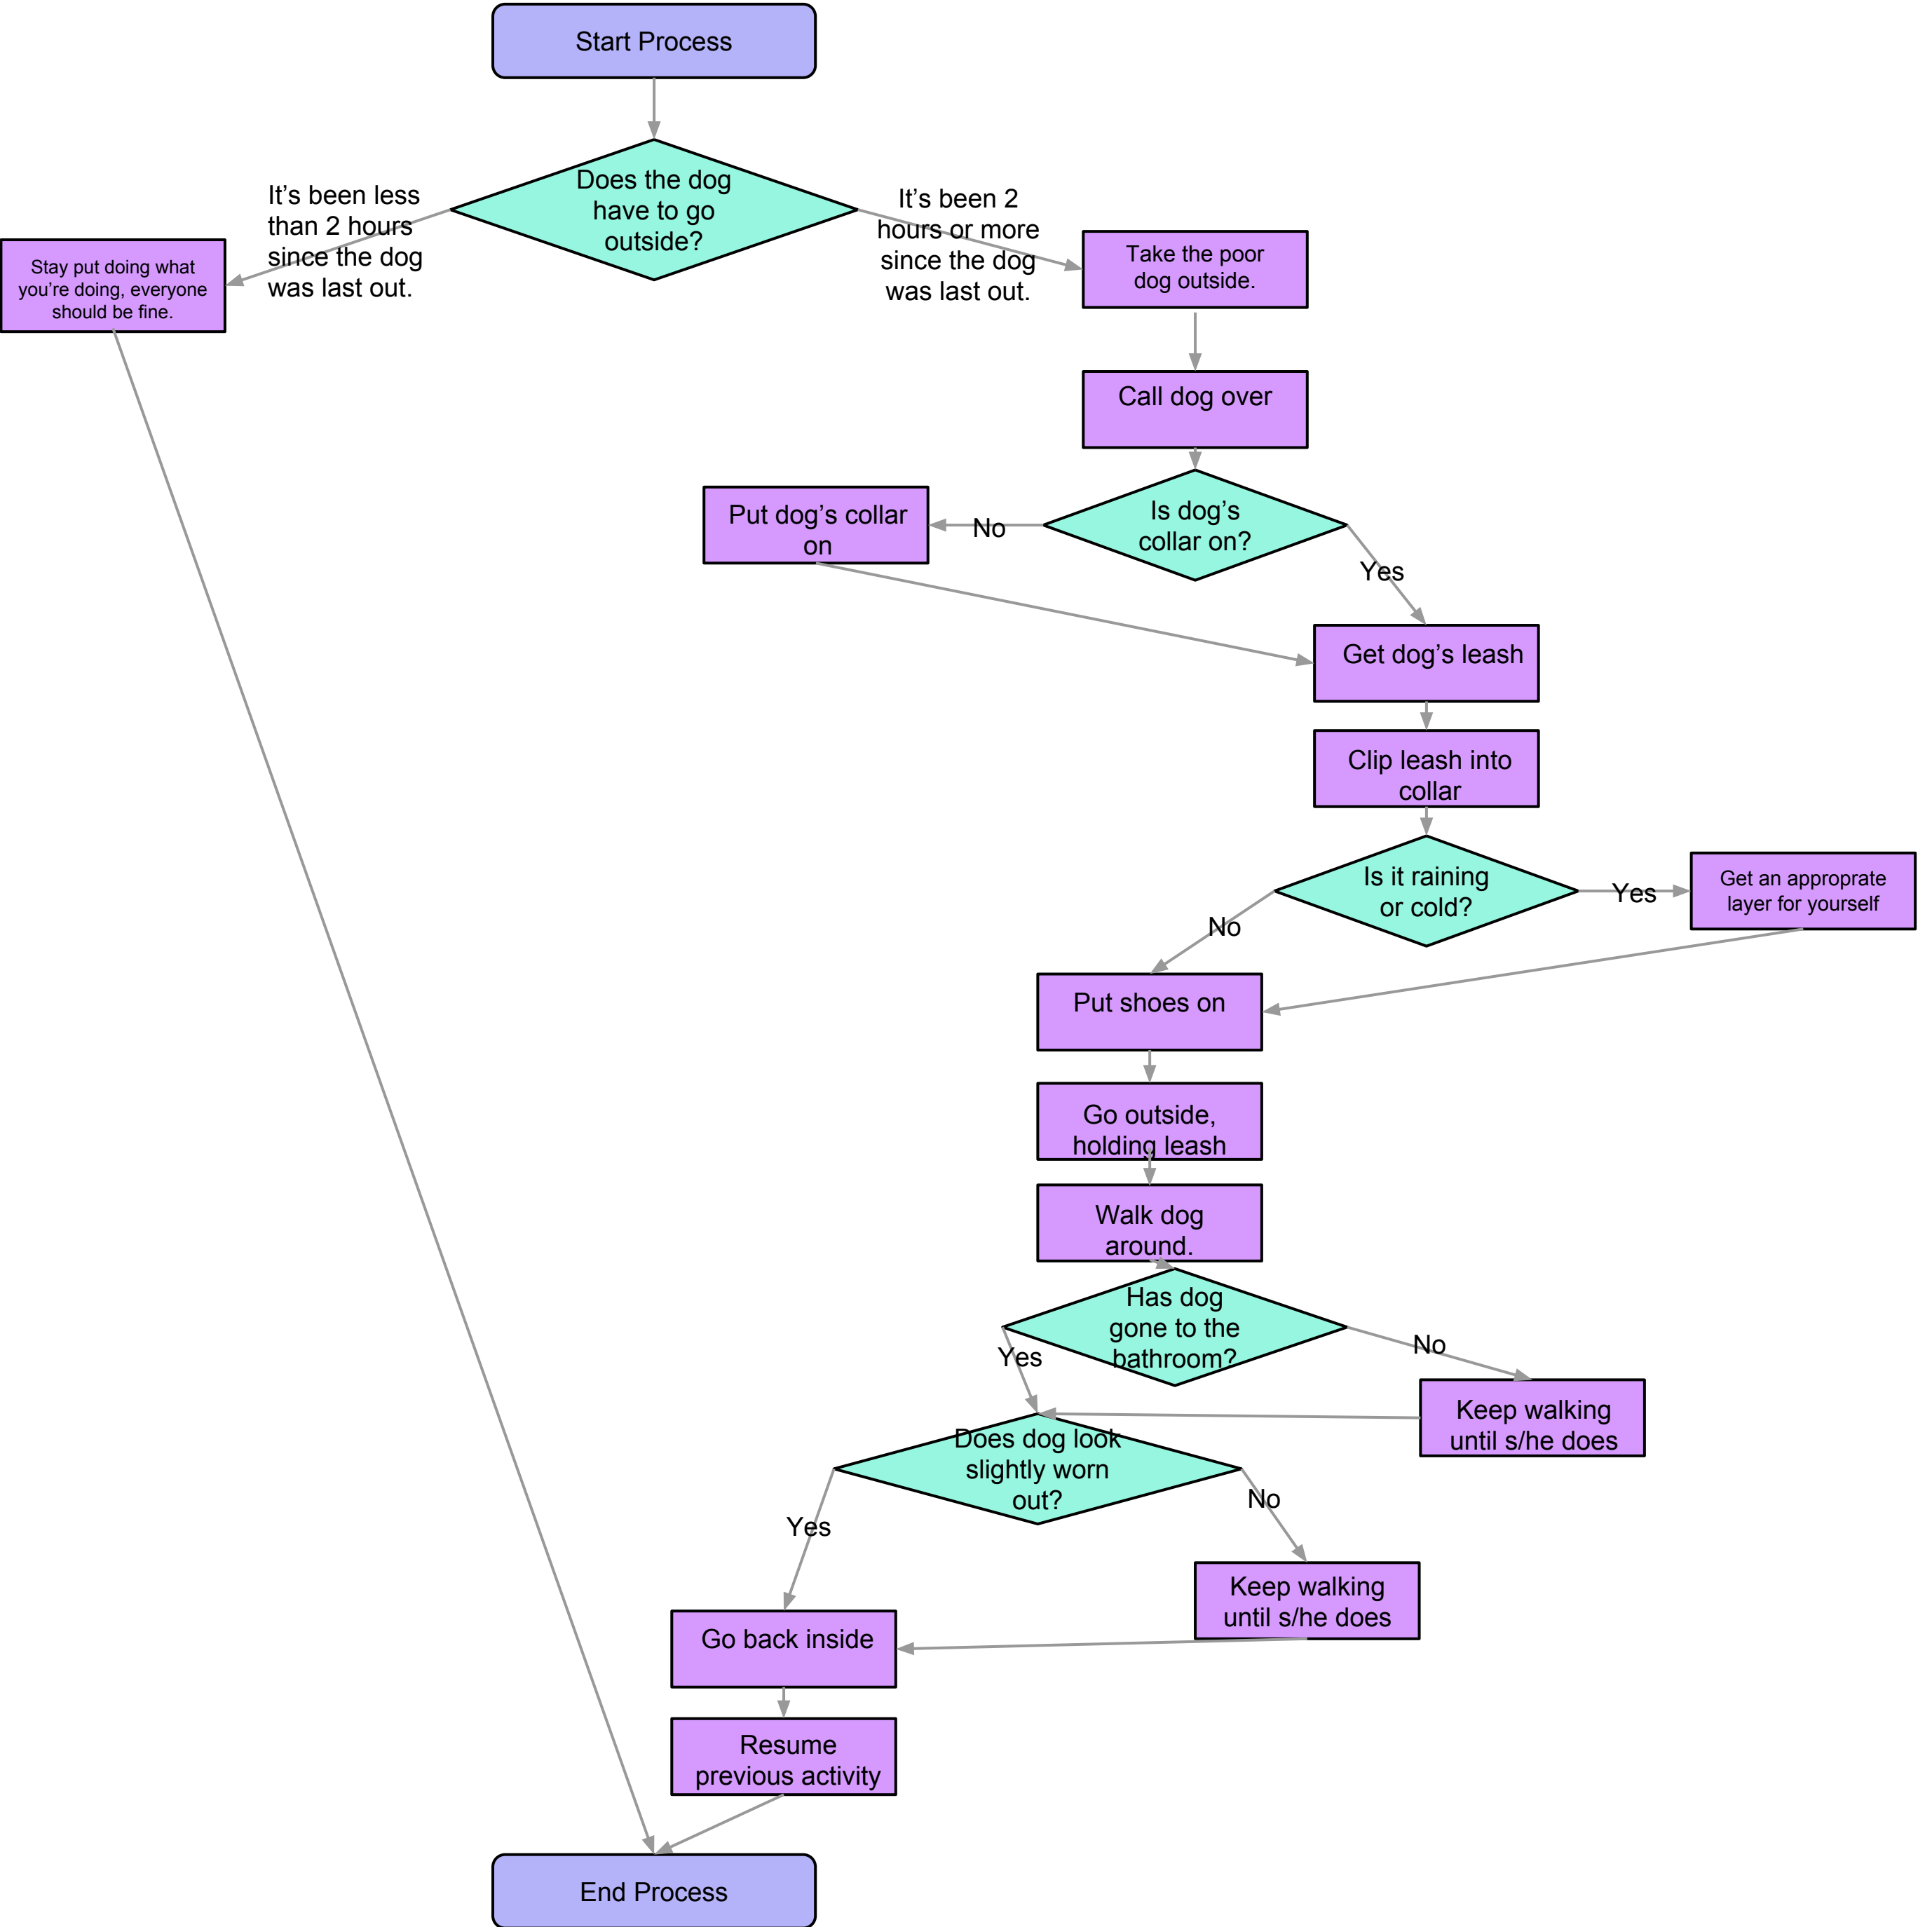 Start Process
Does the dog
have to go
outside?
It's been less
than 2 hours
since the dog
was last out.
It's been 2
hours or more
since the dog
was last out.
Stay put doing what
you're doing, everyone
should be fine.
Take the poor
dog outside.
Call dog over
Is dog's
collar on?
No
Put dog's collar
on
Yes
Get dog's leash
Clip leash into
collar
Is it raining
or cold?
Yes
Get an approprate
layer for yourself
No
Put shoes on
Go outside,
holding leash
Walk dog
around.
Has dog
gone to the
bathroom?
Yes
No
Keep walking
until s/he does
Does dog look
slightly worn
out?
Yes
No
Keep walking
until s/he does
Go back inside
Resume
previous activity
End Process